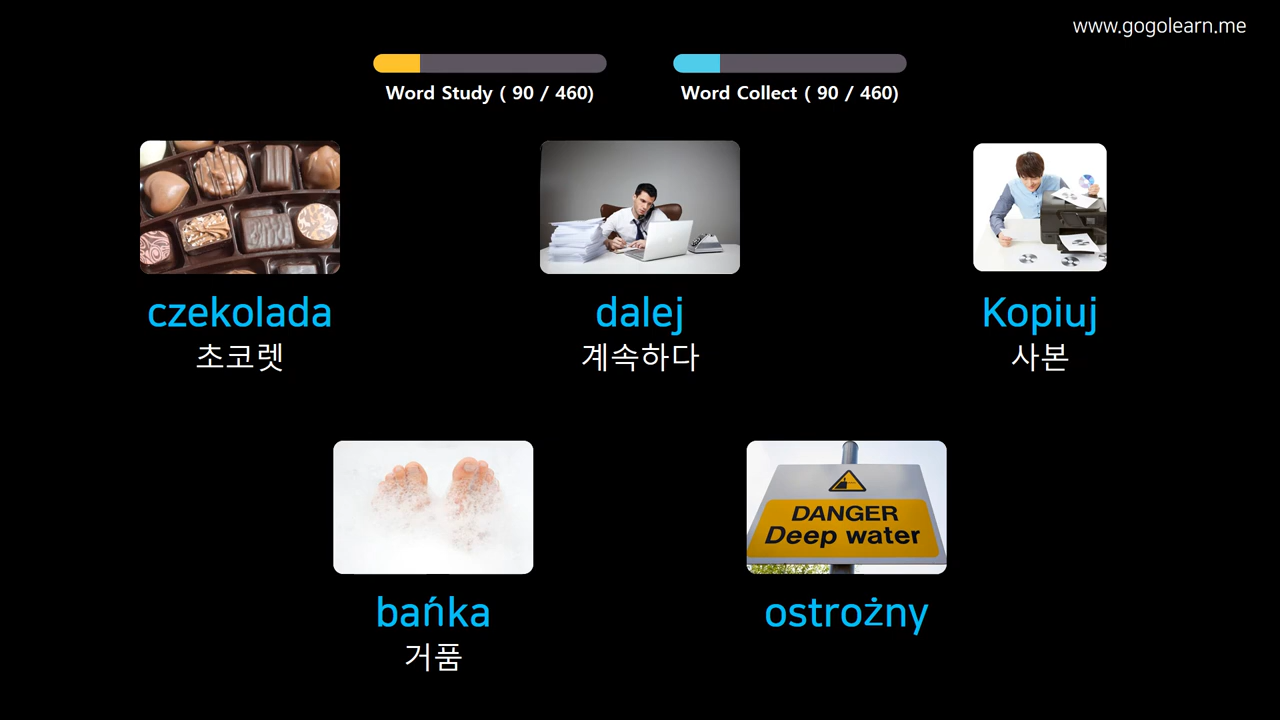 www.gogolearn.me
Word Study ( 90 / 460)
Word Collect ( 90 / 460)
czekolada
초코렛
dalej
계속하다
Kopiuj
사본
DANGER
Deep water
bańka
거품
ostrożny